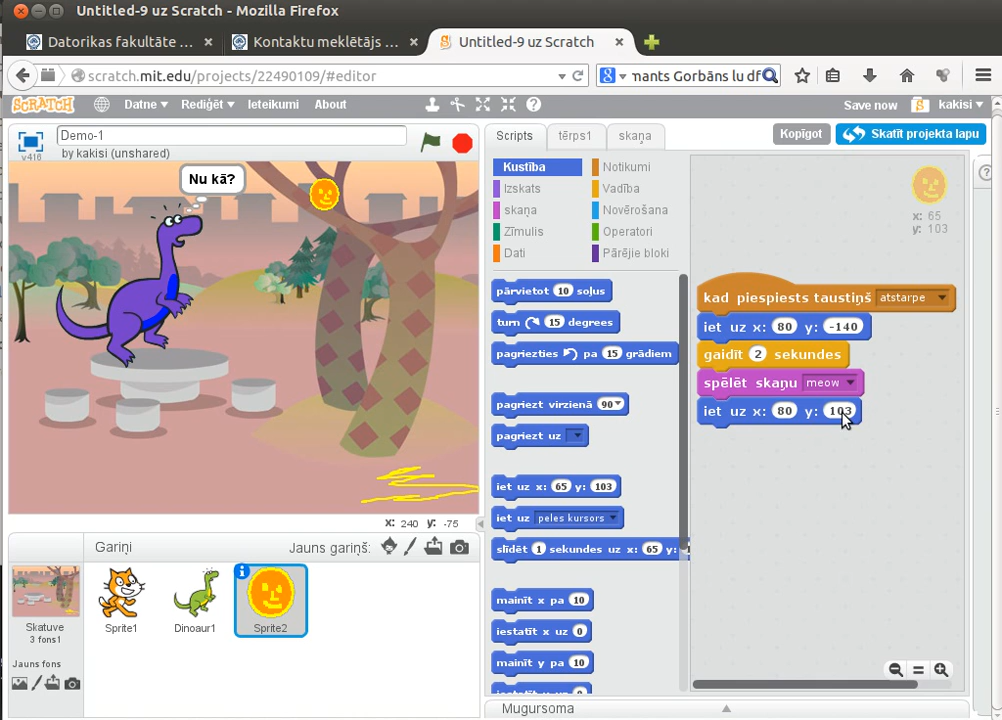 Untitled-9 uz Scratch - Mozilla Firefox
Datorikas fakultāte ...
Kontaktu meklētājs ...
Untitled-9 uz Scratch
scratch.mit.edu/projects/22490109/#editor
mants Gorbāns lu df
SCRATCH
Datne
Rediģēt
Ieteikumi
About
Save now
kakisi
Demo-1
by kakisi (unshared)
v416
Scripts
tērps1
skaņa
Kopīgot
Skatīt projekta lapu
Nu kā?
Kustība
Notikumi
Izskats
Vadība
skaņa
Novērošana
Zīmulis
Operatori
Dati
Pārējie bloki
x: 65
y: 103
pārvietot 10 soļus
turn 15 degrees
pagriezties pa 15 grādiem
pagriezt virzienā 90
pagriezt uz
iet uz x: 65 y: 103
iet uz peles kursors
slīdēt 1 sekundes uz x: 65 y:
mainīt x pa 10
iestatīt x uz 0
mainīt y pa 10
kad piespiests taustiņš atstarpe
iet uz x: 80 y: -140
gaidīt 2 sekundes
spēlēt skaņu meow
iet uz x: 80 y: 103
x: 240 y: -75
Gariņi
Jauns gariņš:
Skatuve
3 fons1
Jauns fons
Sprite1
Dinozaur1
Sprite2
Mugursoma